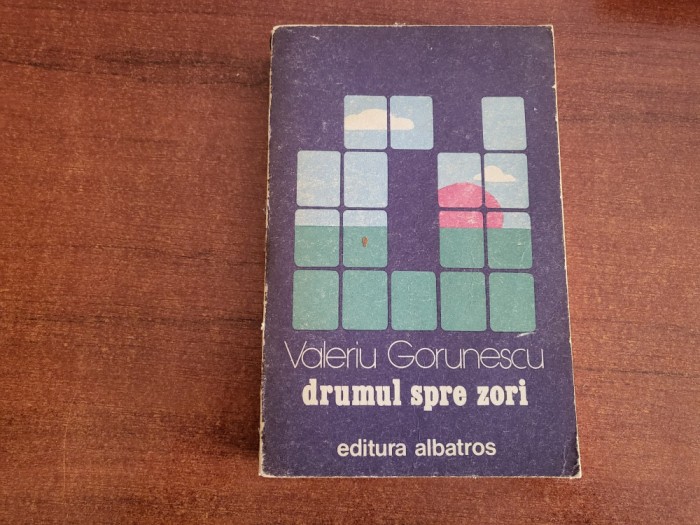 Valeriu Gorunescu
drumul spre zori
editura albatros